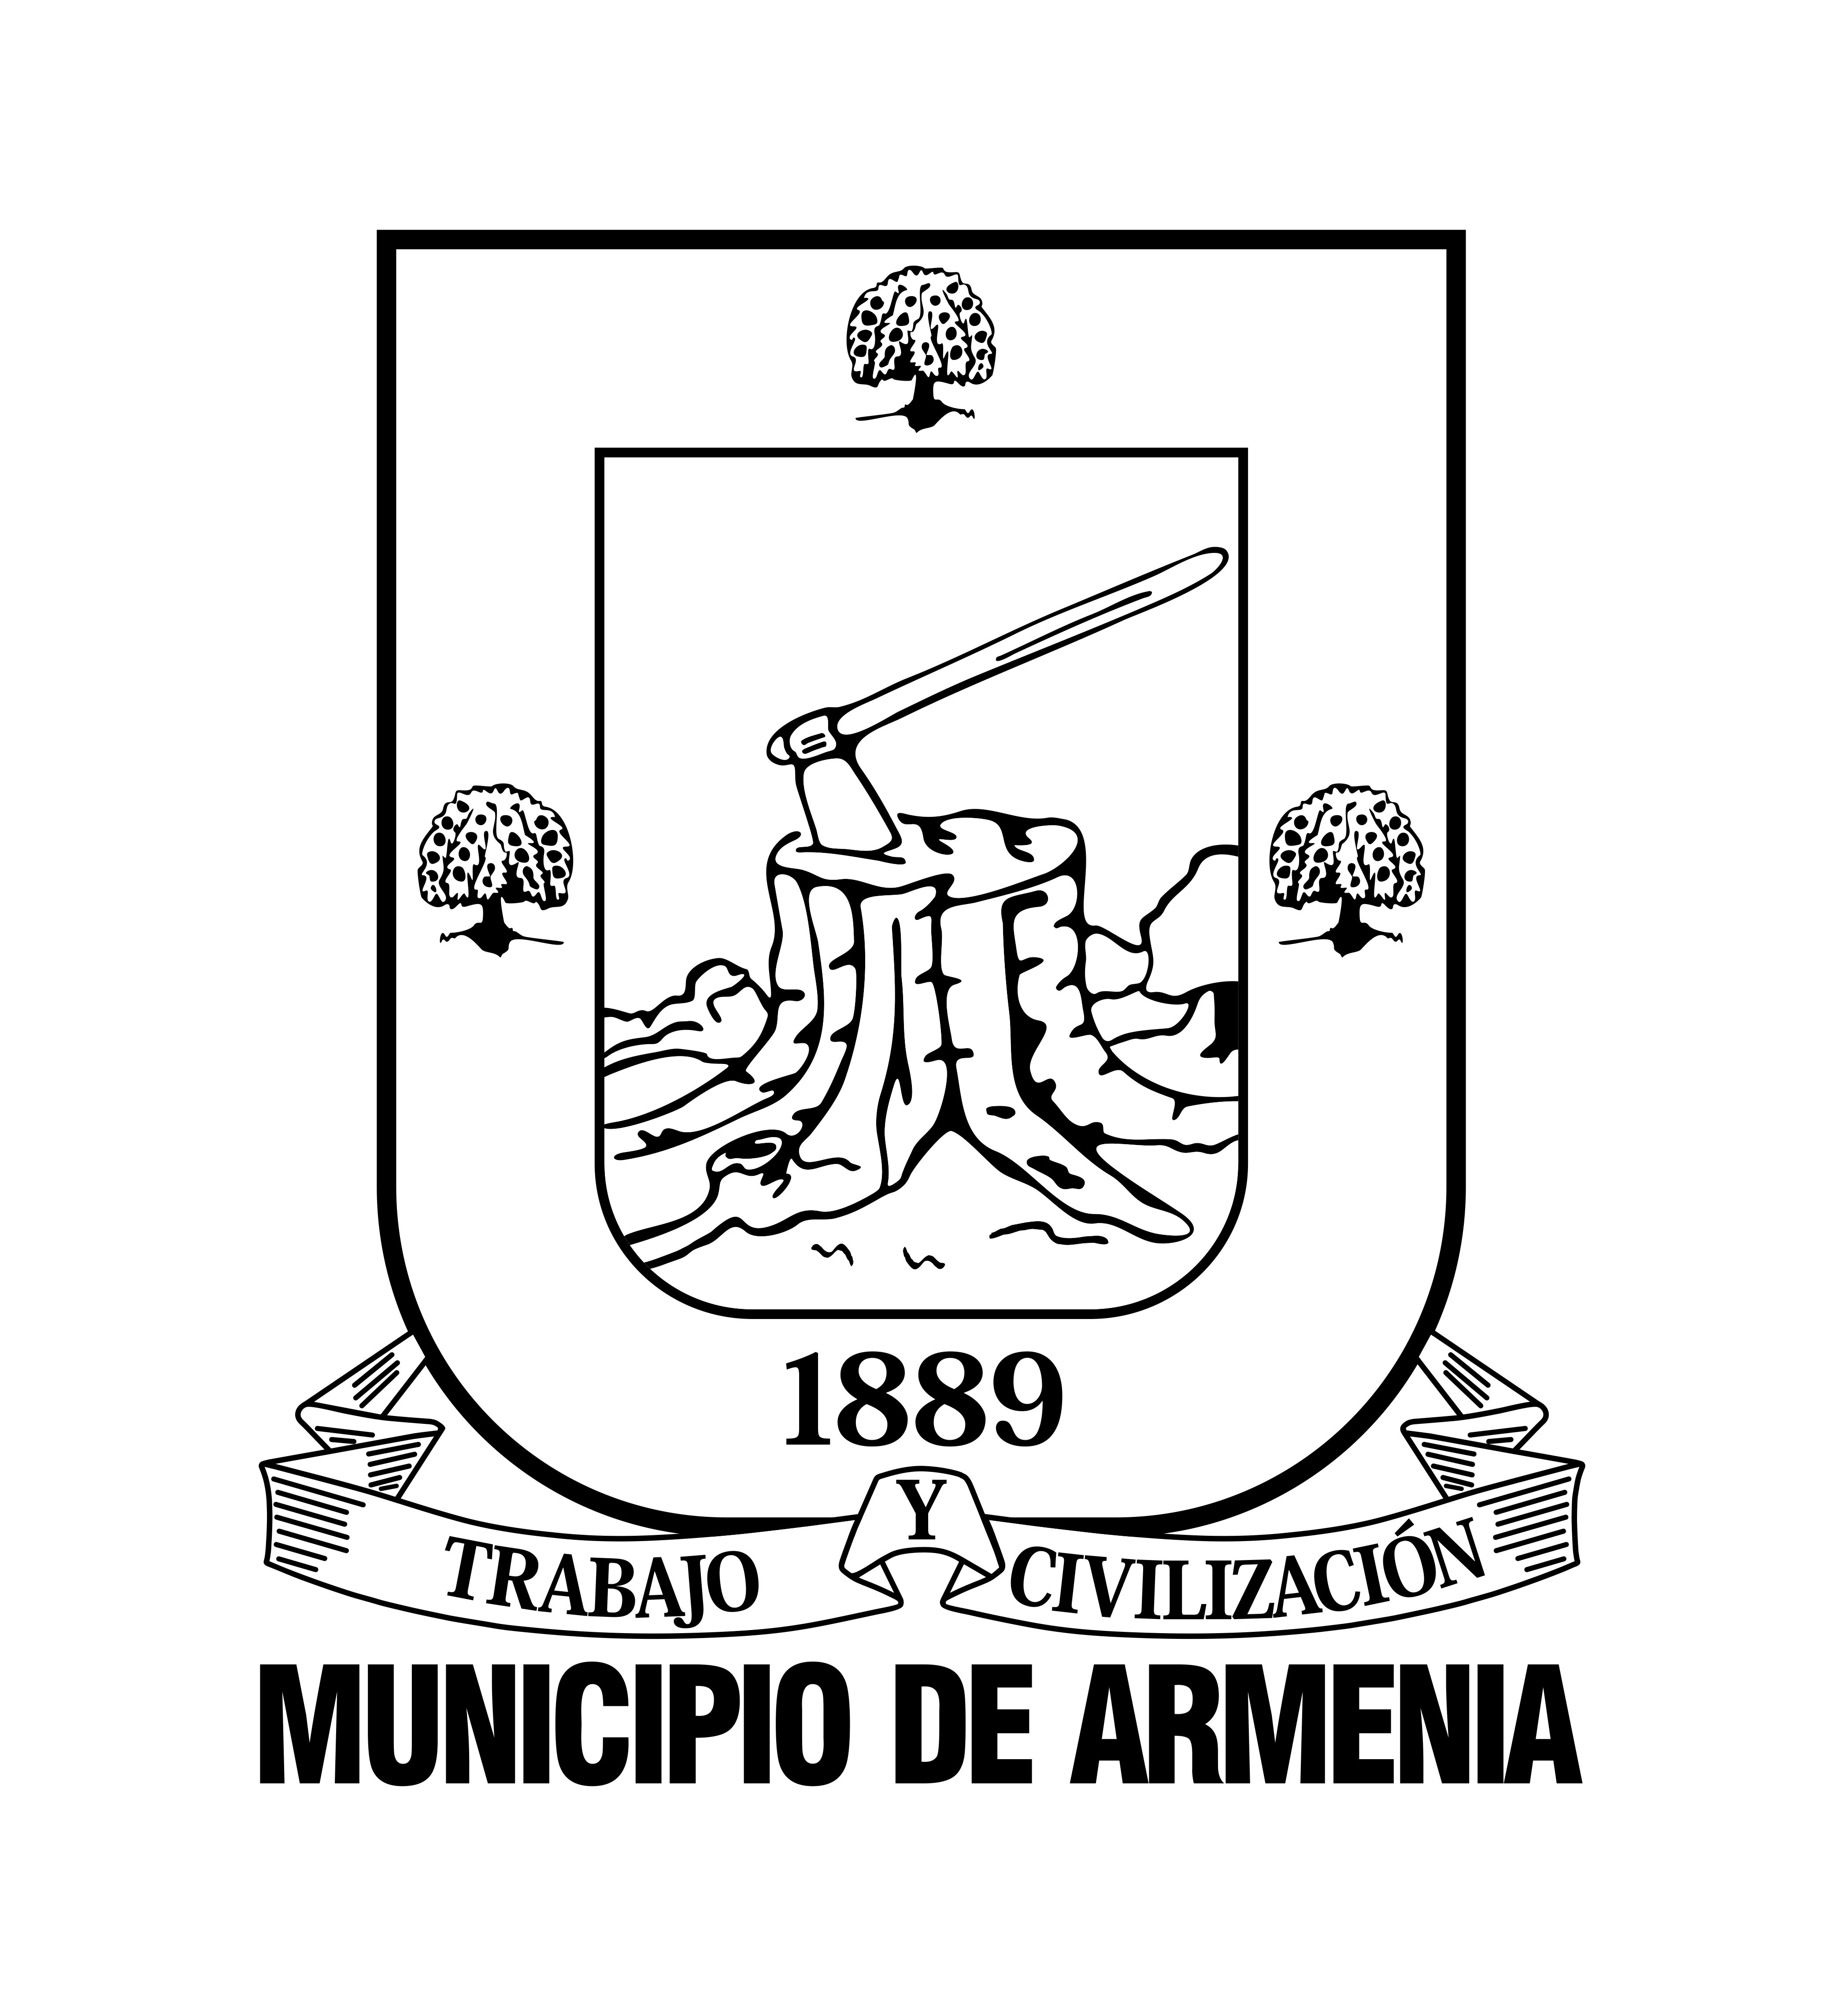 1889
TRABAJO Y CIVILIZACIÓN
MUNICIPIO DE ARMENIA